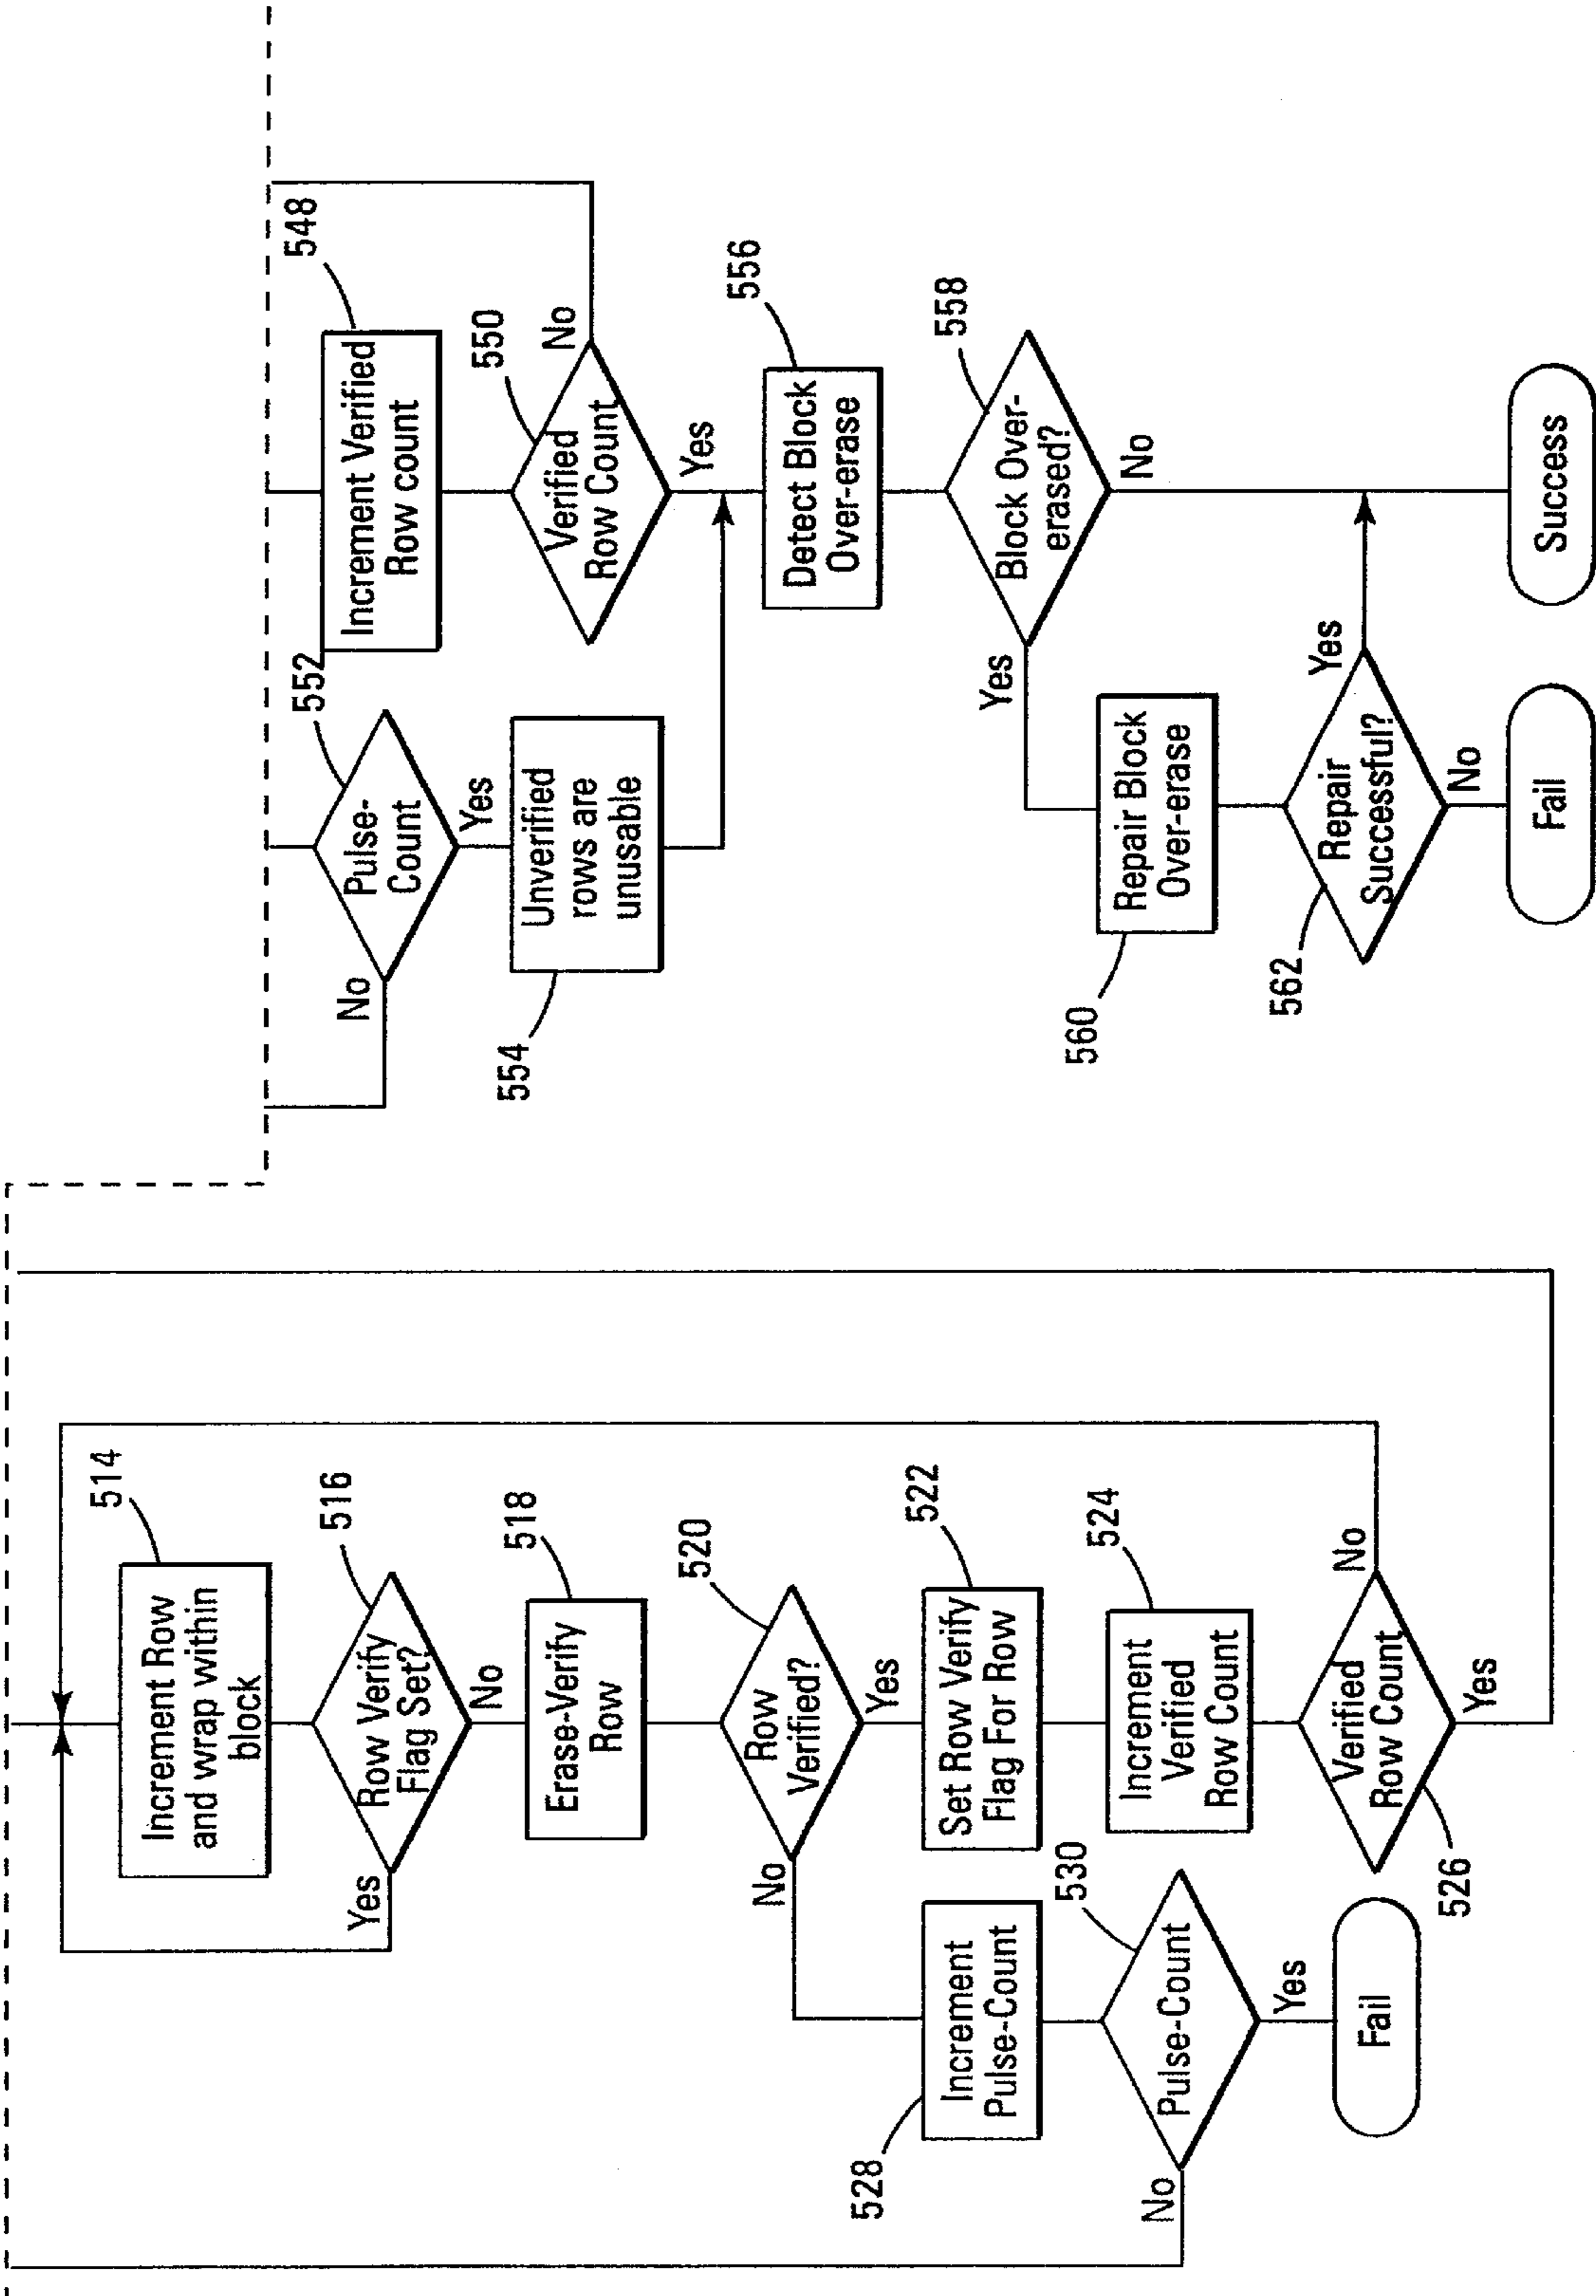 514
Increment Row
and wrap within
block
516
Row Verify
Flag Set?
Yes
No
518
Erase-Verify
Row
520
Row
Verified?
No
Yes
522
Set Row Verify
Flag For Row
524
Increment
Verified
Row Count
Verified
Row Count
526
No
Yes
528
Increment
Pulse-Count
530
Pulse-Count
No
Yes
Fail
552
Pulse-
Count
No
Yes
554
Unverified
rows are
unusable
548
Increment Verified
Row count
550
Verified
Row Count
No
Yes
556
Detect Block
Over-erase
558
Block Over-
erased?
Yes
No
560
Repair Block
Over-erase
562
Repair
Successful?
Yes
No
Fail
Success